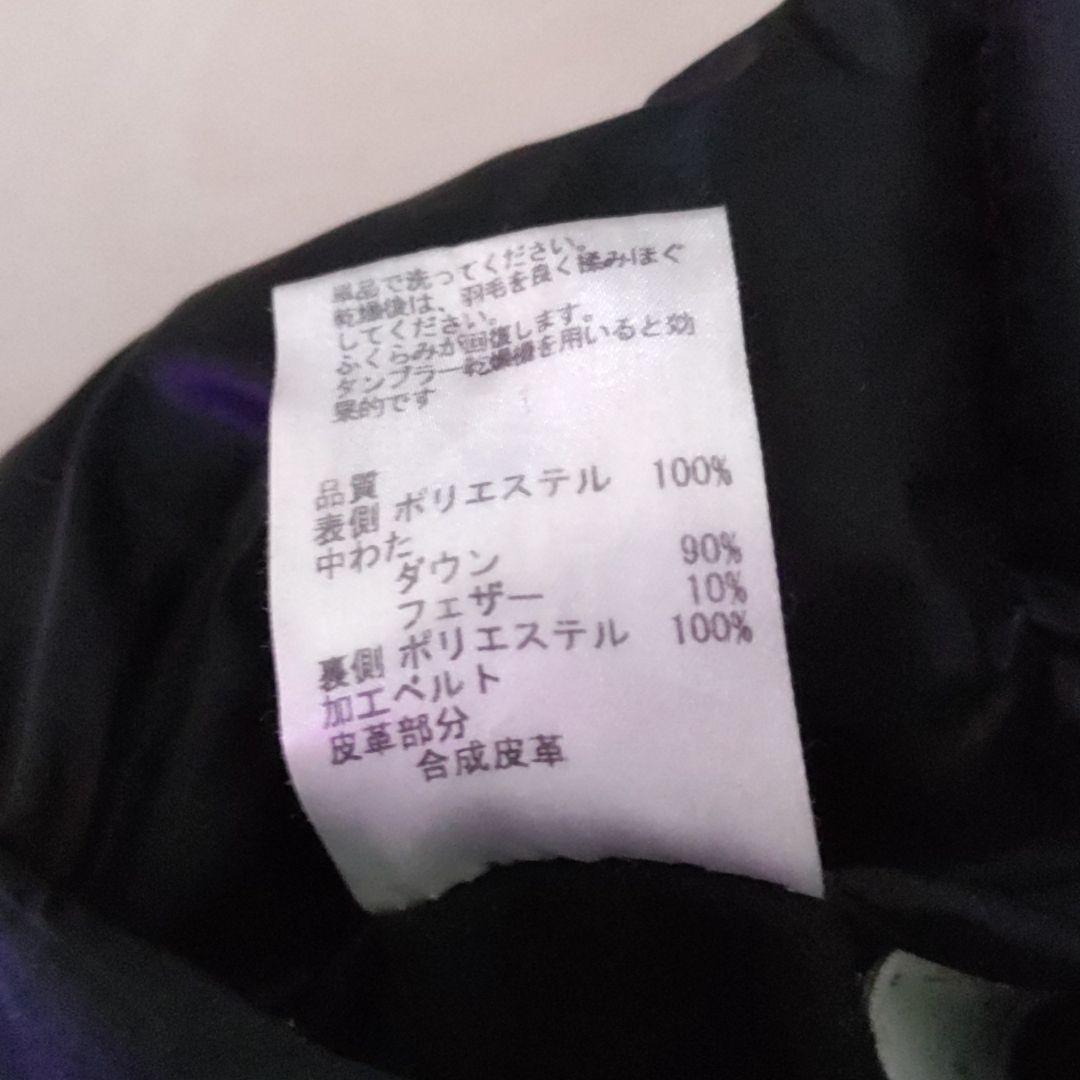 単品で洗ってください。
乾燥後は、羽毛を良く揉みほぐ
してください。
ふくらみが回復します。
タンブラー乾燥機を用いると効
果的です
品質
表側 ポリエステル 100%
中わた
ダウン 90%
フェザー 10%
裏側 ポリエステル 100%
加工ベルト
皮革部分
合成皮革